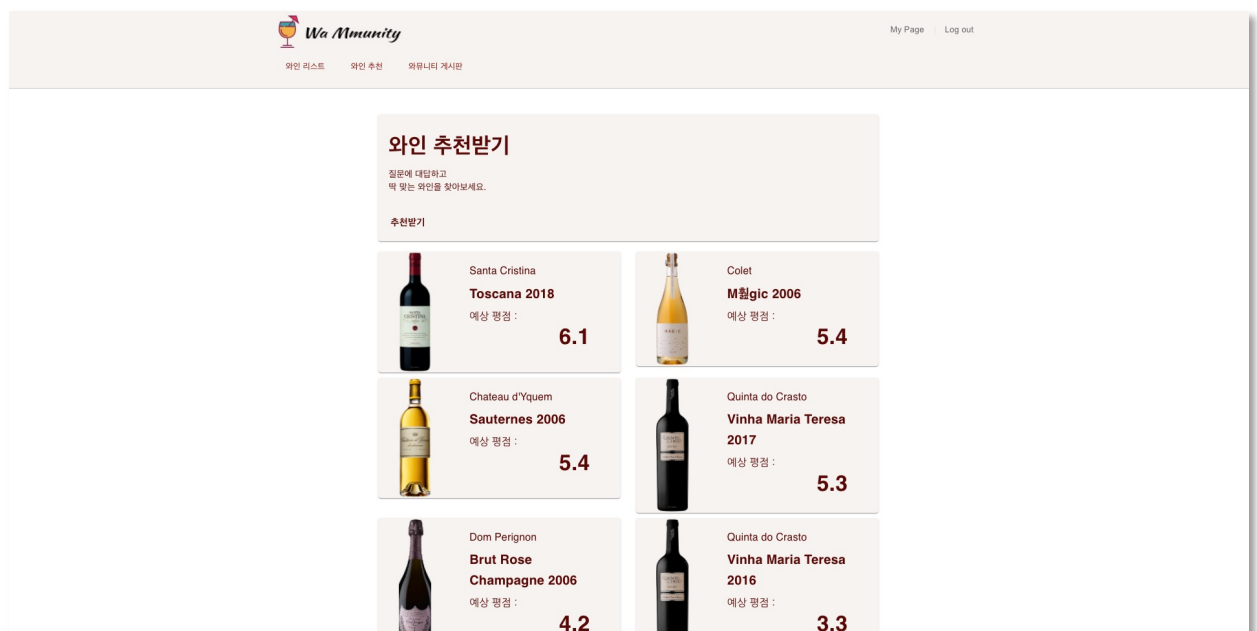 Wa Mmunity
My Page
Log out
와인 리스트
와인 추천
와뮤니티 게시판
와인 추천받기
질문에 대답하고
딱 맞는 와인을 찾아보세요.
추천받기
Santa Cristina
Toscana 2018
예상 평점 :
6.1
Colet
gic 2006
예상 평점 :
5.4
Chateau d'Yquem
Sauternes 2006
예상 평점 :
5.4
Quinta do Crasto
Vinha Maria Teresa
2017
예상 평점 :
5.3
Dom Perignon
Brut Rose
Champagne 2006
예상 평점 :
4.2
Quinta do Crasto
Vinha Maria Teresa
2016
예상 평점 :
3.3